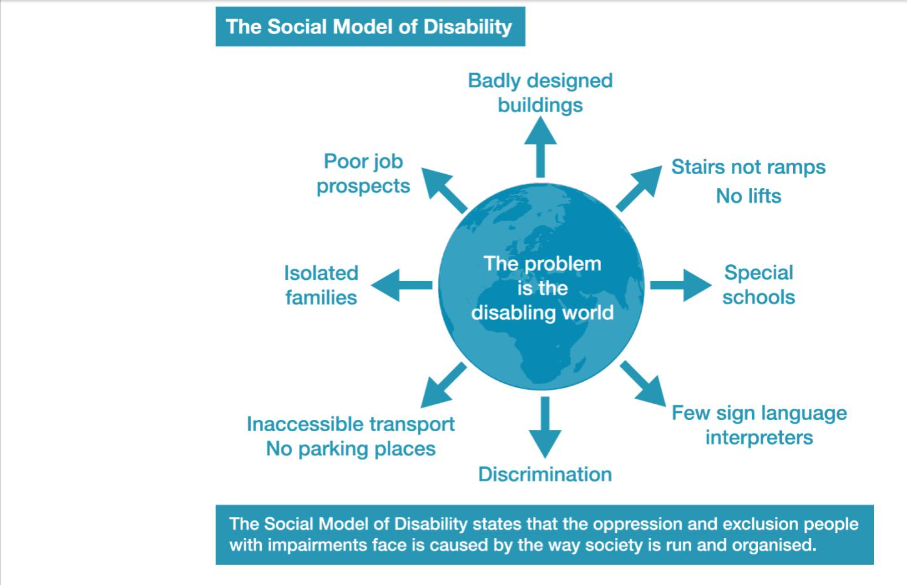 The Social Model of Disability
Badly designed
buildings
Poor job
prospects
Stairs not ramps
No lifts
Isolated
families
The problem
is the
disabling world
Special
schools
Inaccessible transport
No parking places
Few sign language
interpreters
Discrimination
The Social Model of Disability states that the oppression and exclusion people
with impairments face is caused by the way society is run and organised.